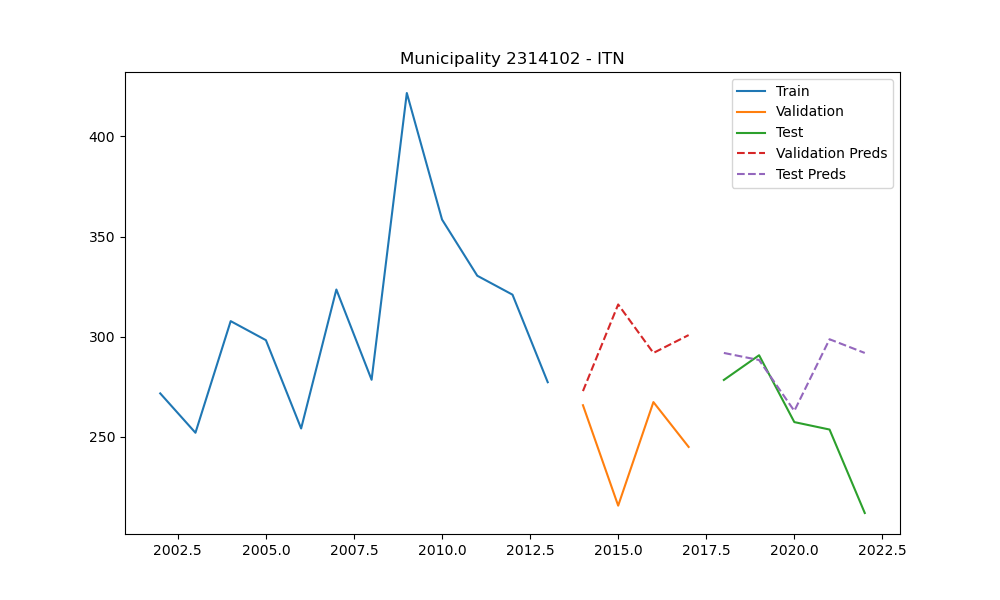 Municipality 2314102 - ITN
Train
Validation
Test
Validation Preds
Test Preds
400
350
300
250
2002.5 2005.0 2007.5 2010.0 2012.5 2015.0 2017.5 2020.0 2022.5